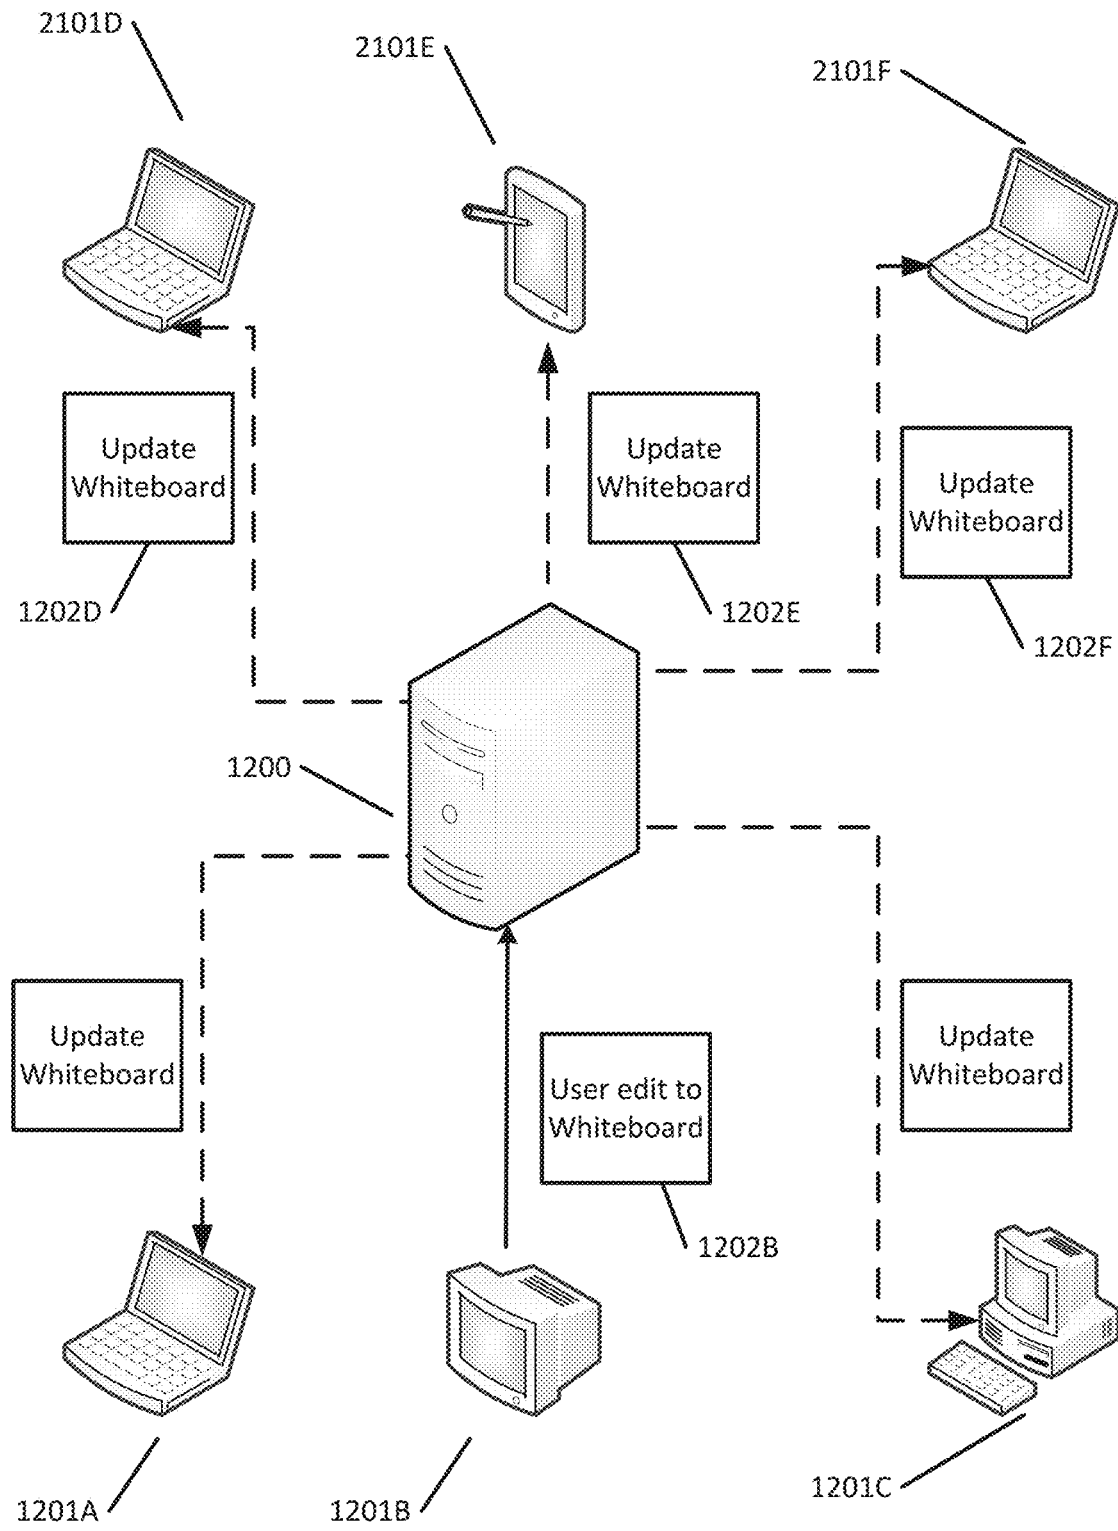 2101D
2101E
2101F
Update
Whiteboard
Update
Whiteboard
Update
Whiteboard
1202D
1202E
1202F
1200
Update
Whiteboard
User edit to
Whiteboard
Update
Whiteboard
1202B
1201A
1201B
1201C